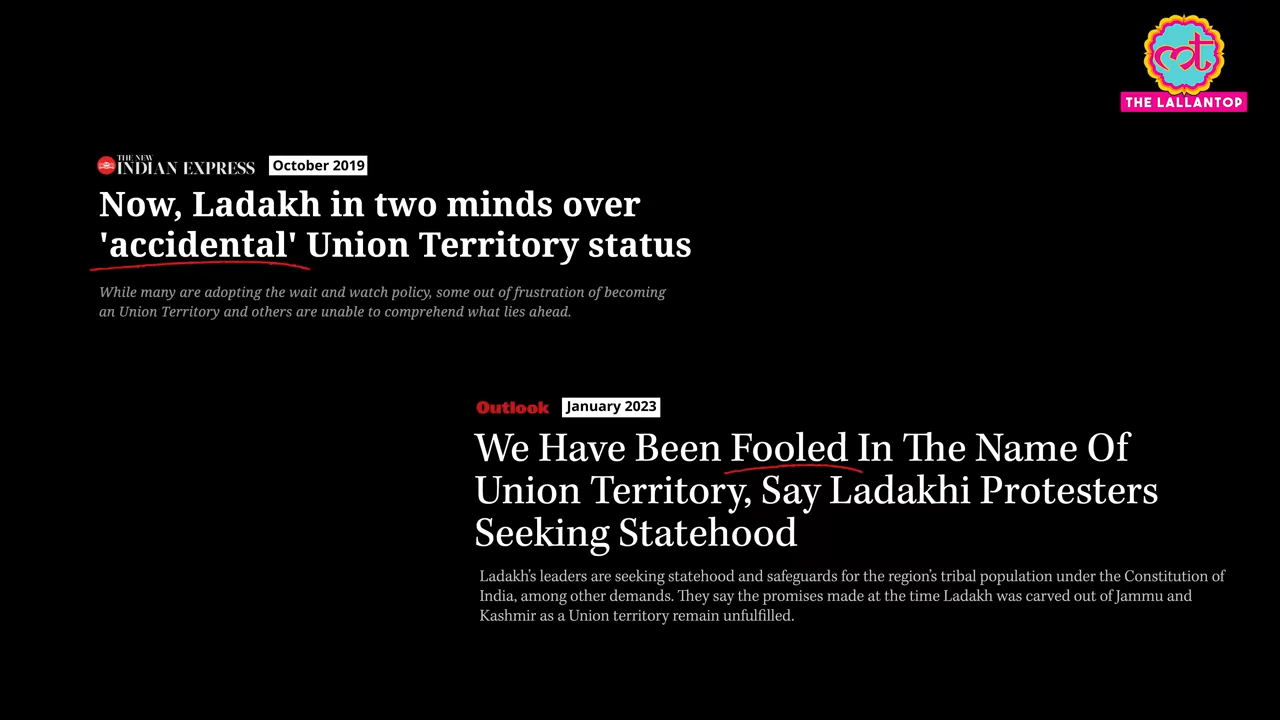 मत
THE LALLANTOP
THE NEW
INDIAN EXPRESS
October 2019
Now, Ladakh in two minds over
'accidental' Union Territory status
While many are adopting the wait and watch policy, some out of frustration of becoming
an Union Territory and others are unable to comprehend what lies ahead.
Outlook
January 2023
We Have Been Fooled In The Name Of
Union Territory, Say Ladakhi Protesters
Seeking Statehood
Ladakh's leaders are seeking statehood and safeguards for the region's tribal population under the Constitution of
India, among other demands. They say the promises made at the time Ladakh was carved out of Jammu and
Kashmir as a Union territory remain unfulfilled.